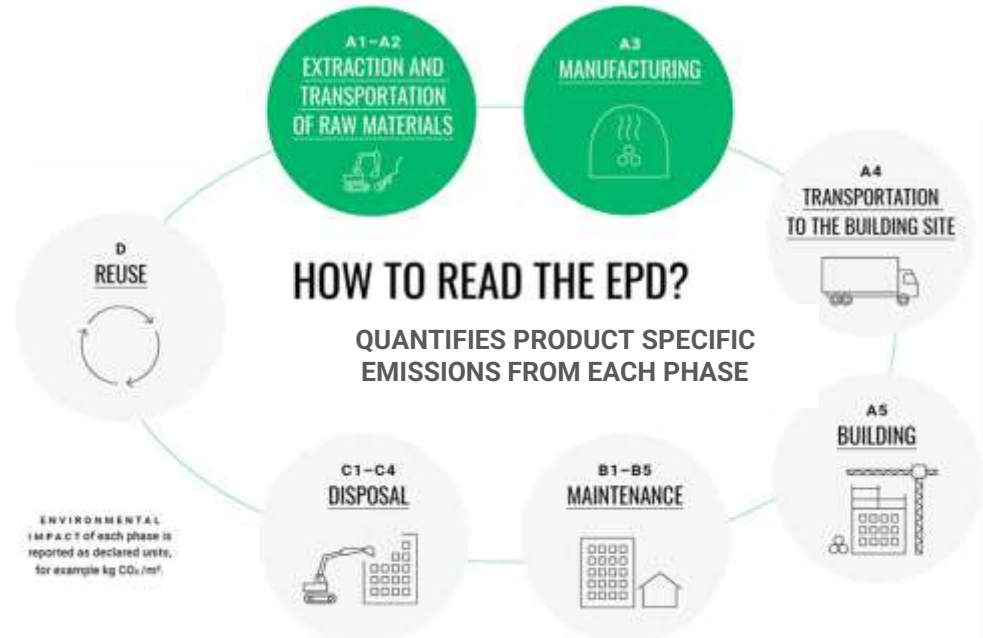 A1–A2
EXTRACTION AND
TRANSPORTATION
OF RAW MATERIALS
A3
MANUFACTURING
A4
TRANSPORTATION
TO THE BUILDING SITE
D
REUSE
HOW TO READ THE EPD?
QUANTIFIES PRODUCT SPECIFIC
EMISSIONS FROM EACH PHASE
A5
BUILDING
C1–C4
DISPOSAL
B1–B5
MAINTENANCE
ENVIRONMENTAL
IMPACT of each phase is
reported as declared units,
for example kg CO₂/m².